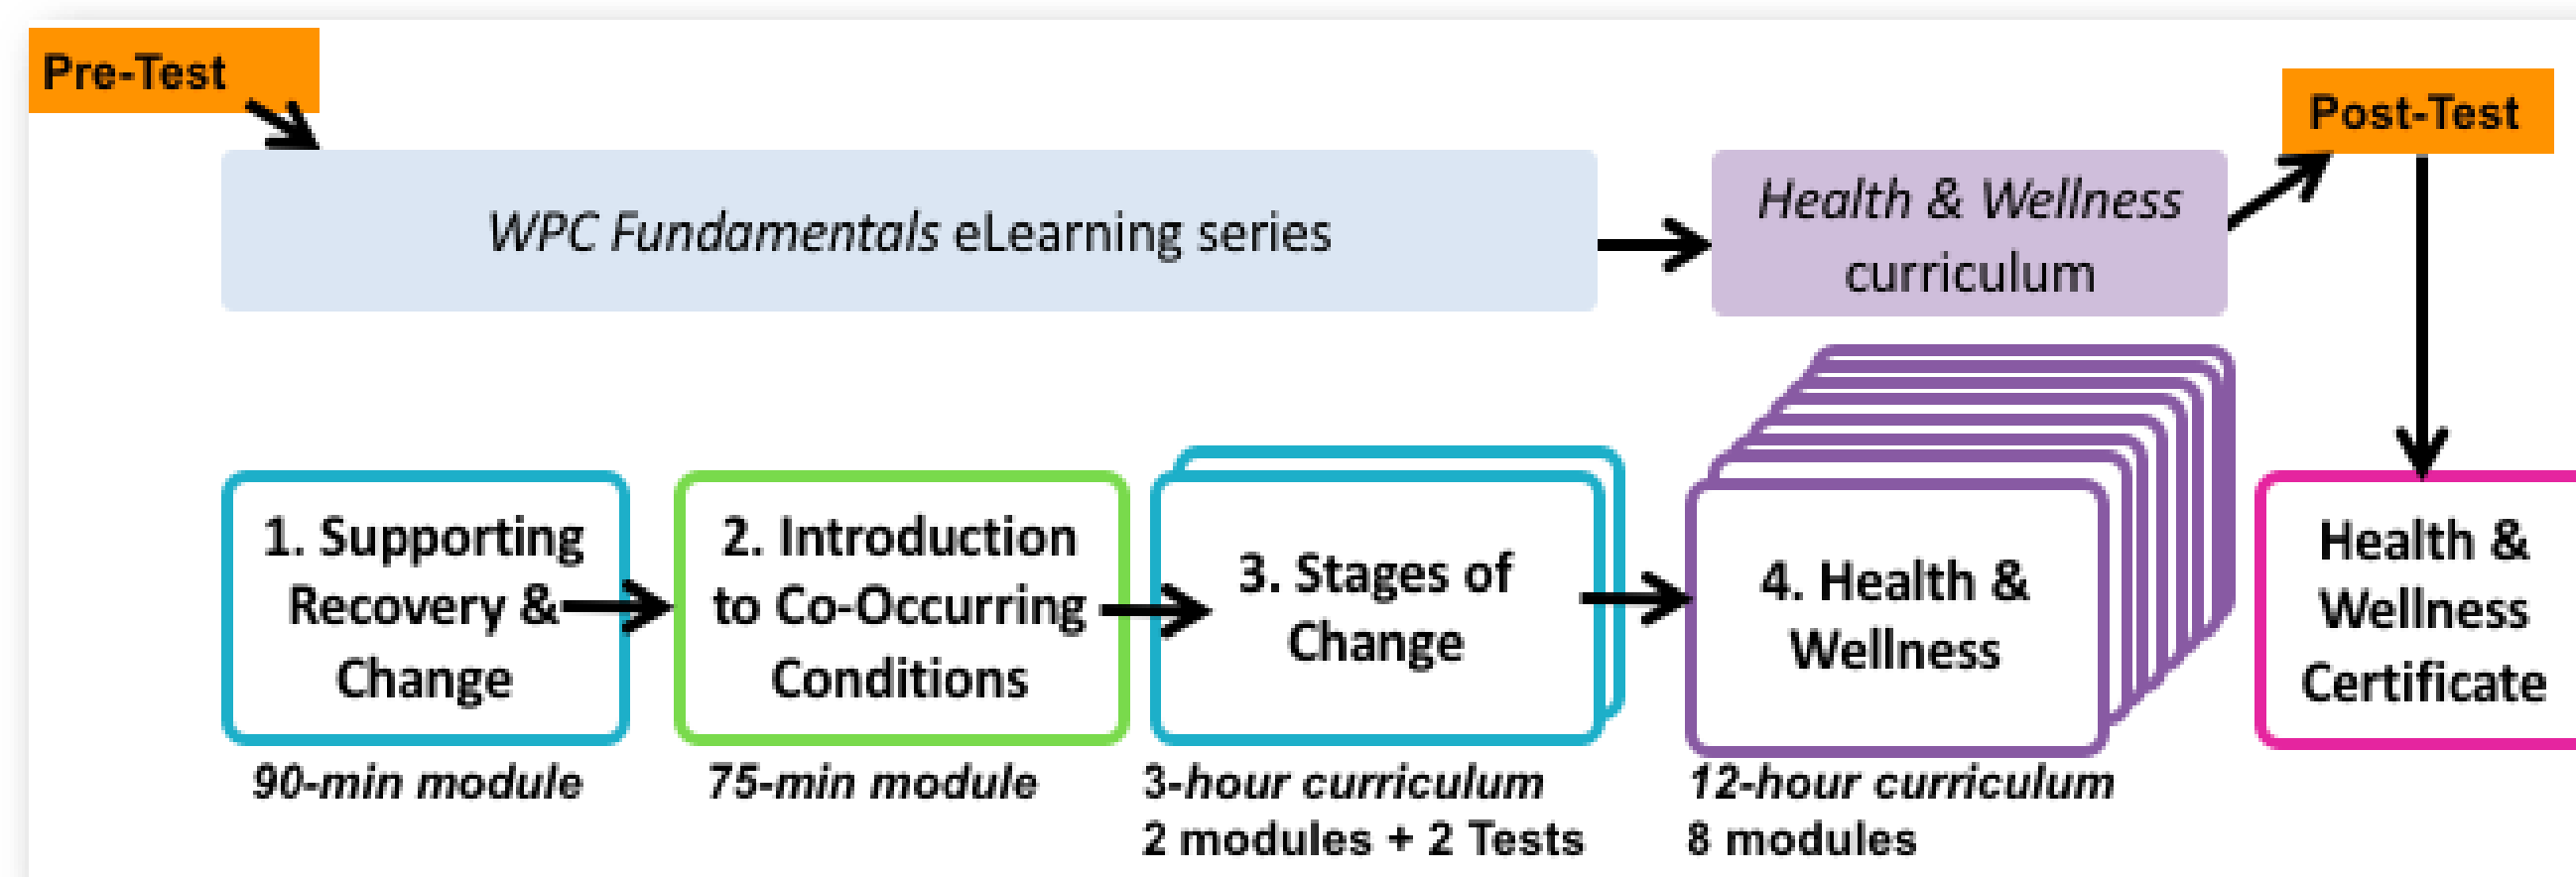 Pre-Test
Post-Test
WPC Fundamentals eLearning series
Health & Wellness
curriculum
1. Supporting
Recovery &
Change
2. Introduction
to Co-Occurring
Conditions
3. Stages of
Change
4. Health &
Wellness
Health &
Wellness
Certificate
90-min module
75-min module
3-hour curriculum
2 modules + 2 Tests
12-hour curriculum
8 modules